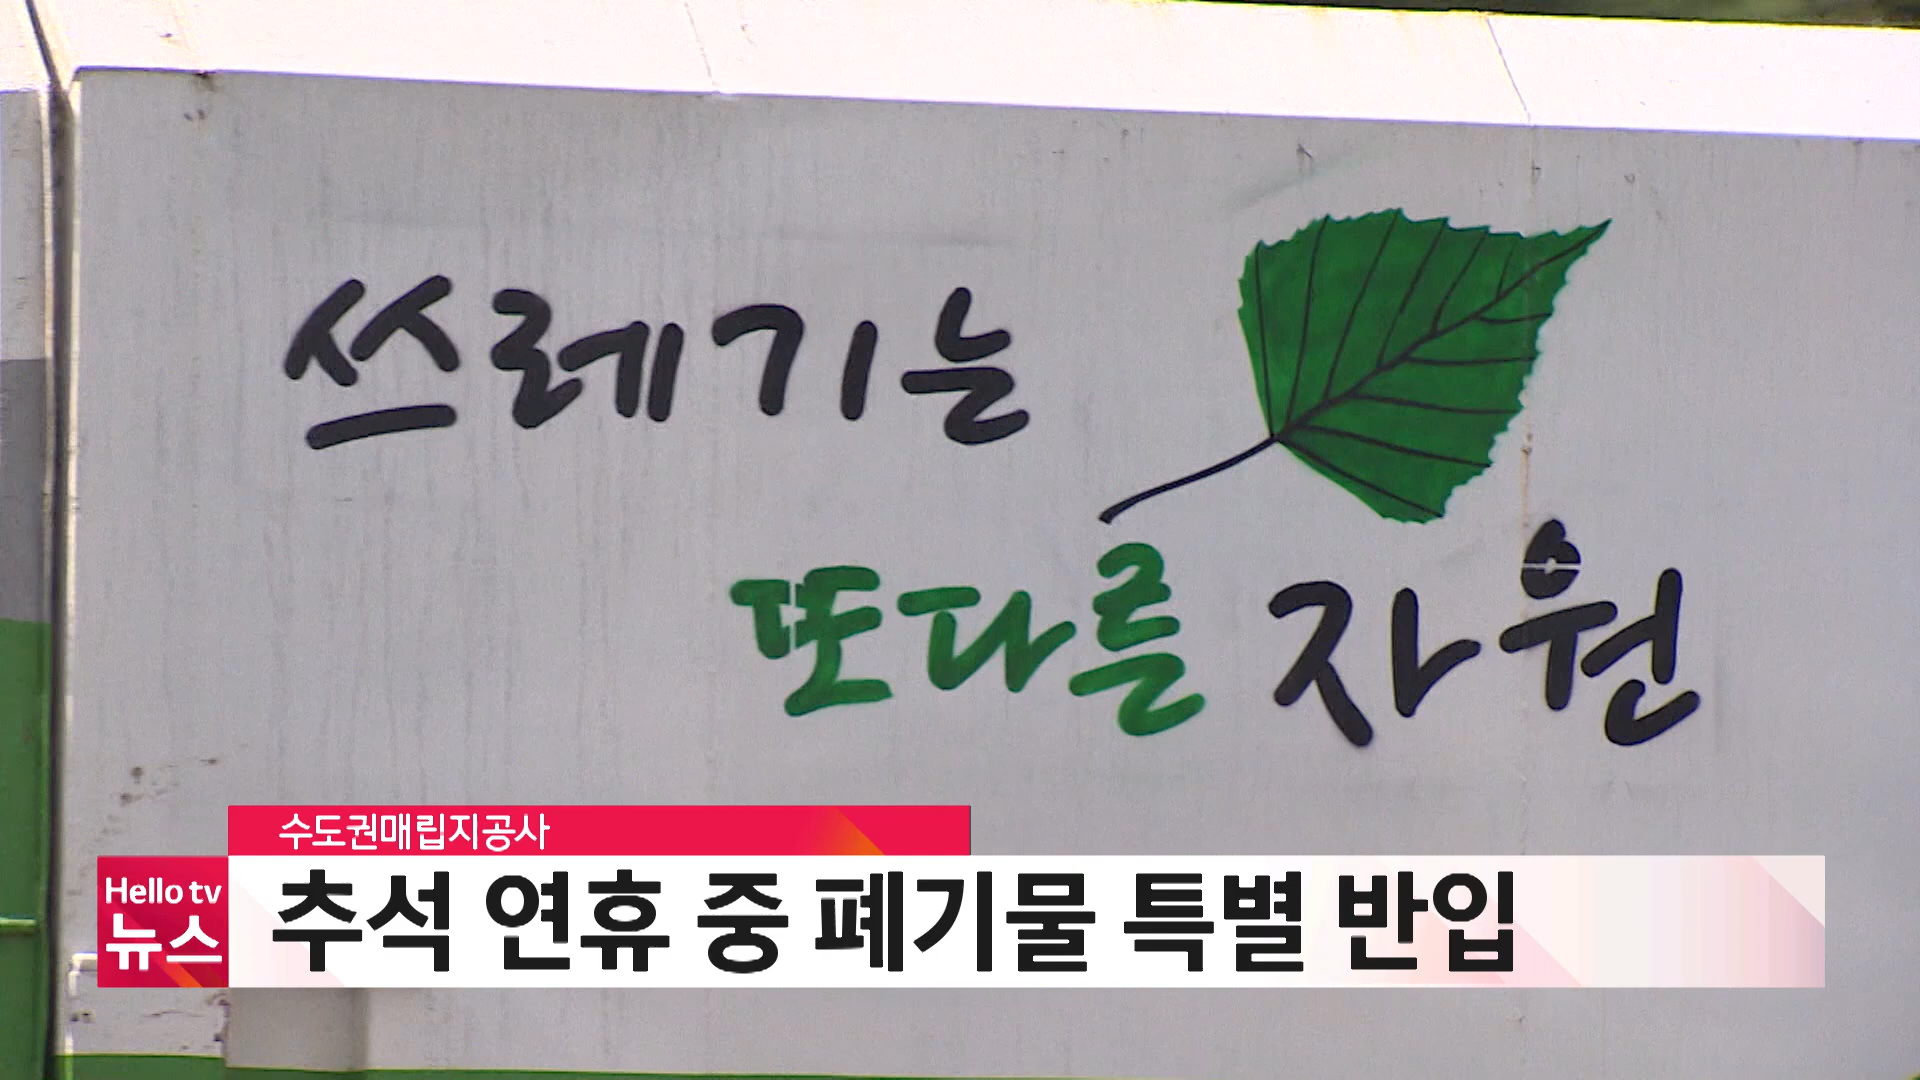 쓰레기는
또다른 자원
수도권매립지공사
Hello tv
뉴스
추석 연휴 중 폐기물 특별 반입